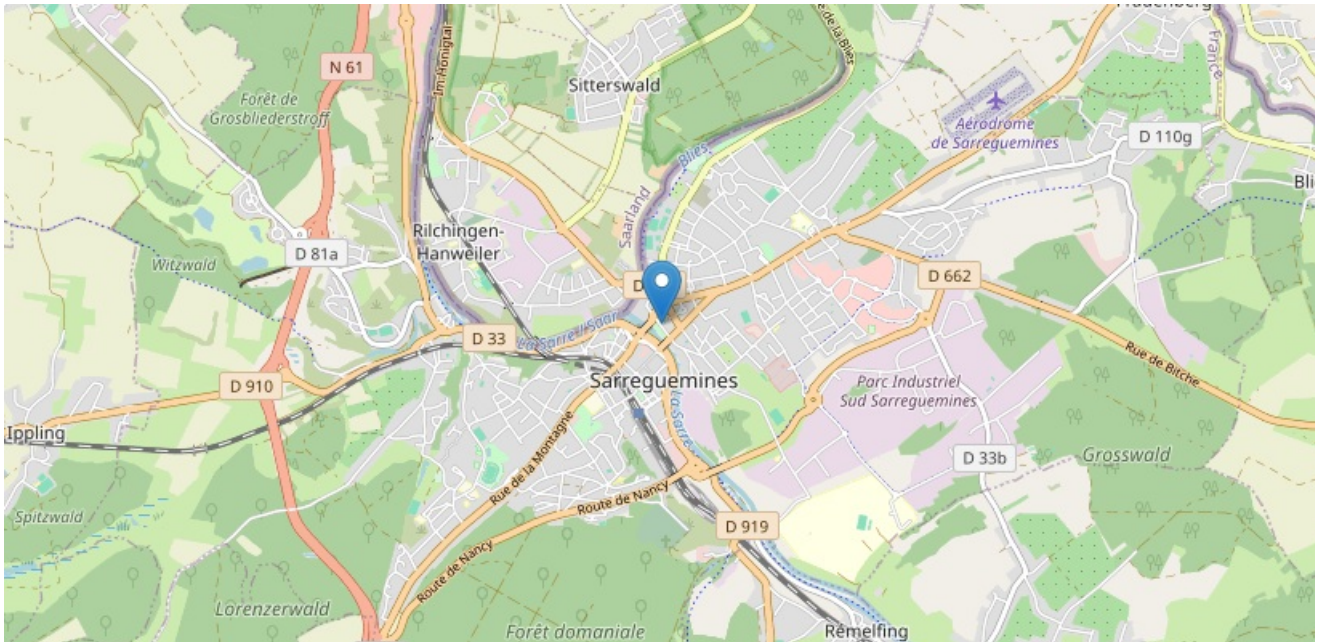 Frauenberg
N 61
Im Honigtal
Sitterswald
e de la Blies
France
Forêt de
Grosbliederstroff
Aérodrome
de Sarreguemines
D 110g
Blies
Bli
Saarland
Rilchingen-
Hanweiler
D 81a
Witzwald
D
D 662
La Sarre / Saar
D 33
Rue de Bitche
D 910
Sarreguemines
Parc Industriel
Sud Sarreguemines
La Sarre
Ippling
Rue de la Montagne
Grosswald
D 33b
Route de Nancy
Spitzwald
D 919
Route de Nancy
Lorenzerwald
Forêt domaniale
Rémelfing